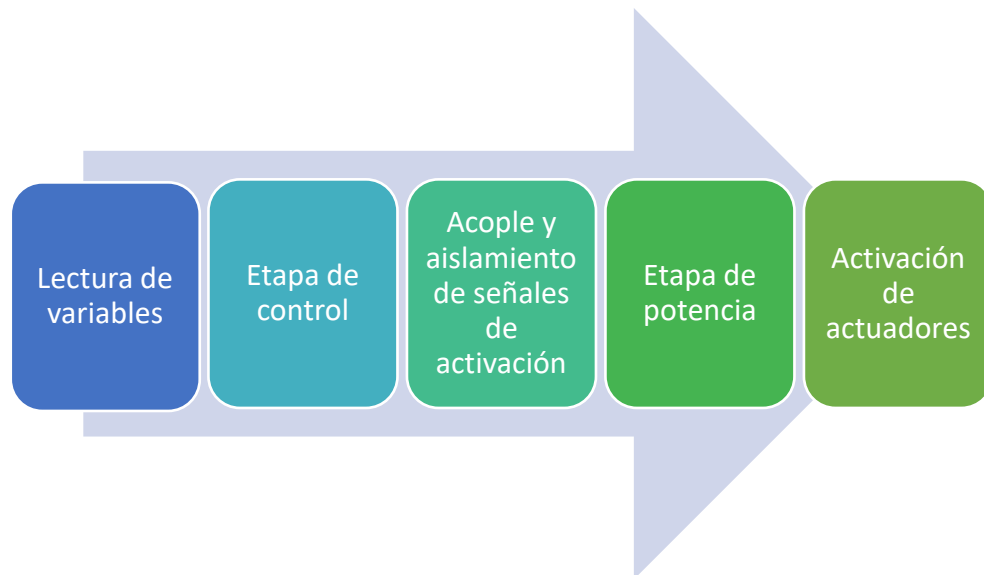 Lectura de
variables
Etapa de
control
Acople y
aislamiento
de señales
de
activación
Etapa de
potencia
Activación
de
actuadores